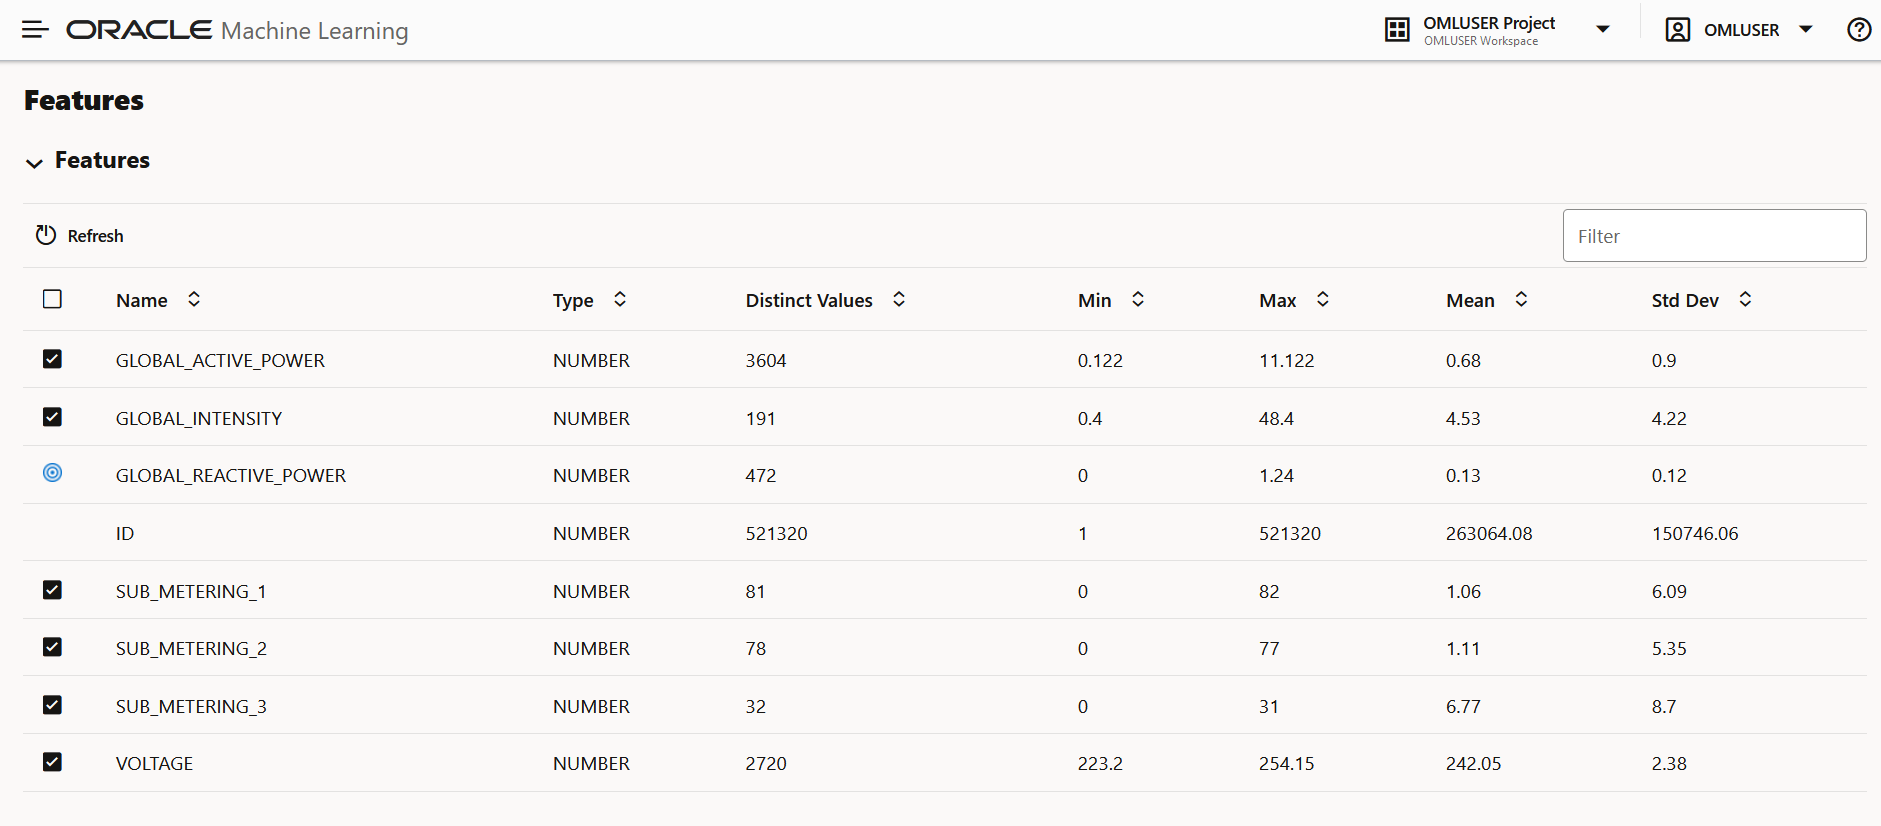 ORACLE Machine Learning
OMLUSER Project
OMLUSER Workspace
OMLUSER
?
Features
Features
Refresh
Filter
Name Type Distinct Values Min Max Mean Std Dev
GLOBAL_ACTIVE_POWER NUMBER 3604 0.122 11.122 0.68 0.9
GLOBAL_INTENSITY NUMBER 191 0.4 48.4 4.53 4.22
GLOBAL_REACTIVE_POWER NUMBER 472 0 1.24 0.13 0.12
ID NUMBER 521320 1 521320 263064.08 150746.06
SUB_METERING_1 NUMBER 81 0 82 1.06 6.09
SUB_METERING_2 NUMBER 78 0 77 1.11 5.35
SUB_METERING_3 NUMBER 32 0 31 6.77 8.7
VOLTAGE NUMBER 2720 223.2 254.15 242.05 2.38